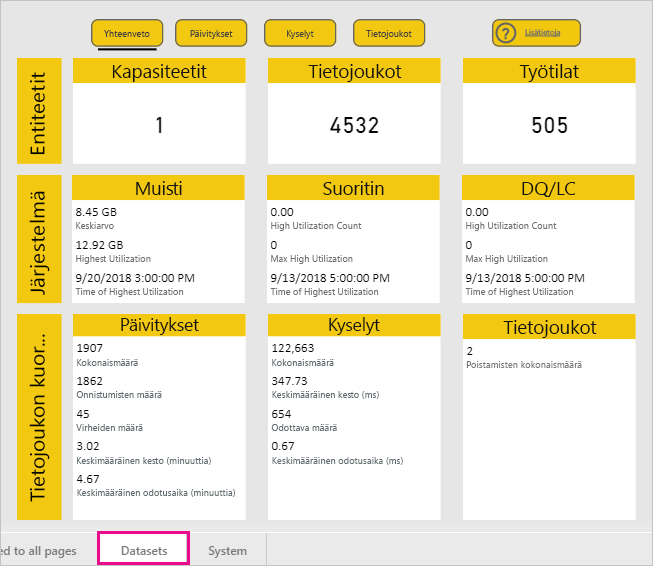 Yhteenveto
Päivitykset
Kyselyt
Tietojoukot
? Lisätietoja
Entiteetit
Kapasiteetit
1
Tietojoukot
4532
Työtilat
505
Järjestelmä
Muisti
8.45 GB
Keskiarvo
12.92 GB
Highest Utilization
9/20/2018 3:00:00 PM
Time of Highest Utilization
Suoritin
0.00
High Utilization Count
0
Max High Utilization
9/13/2018 5:00:00 PM
Time of Highest Utilization
DQ/LC
0.00
High Utilization Count
0
Max High Utilization
9/13/2018 5:00:00 PM
Time of Highest Utilization
Tietojoukon kuor...
Päivitykset
1907
Kokonaismäärä
1862
Onnistumisten määrä
45
Virheiden määrä
3.02
Keskimääräinen kesto (minuuttia)
4.67
Keskimääräinen odotusaika (minuuttia)
Kyselyt
122,663
Kokonaismäärä
347.73
Keskimääräinen kesto (ms)
654
Odottava määrä
0.67
Keskimääräinen odotusaika (ms)
Tietojoukot
2
Poistamisten kokonaismäärä
ed to all pages
Datasets
System